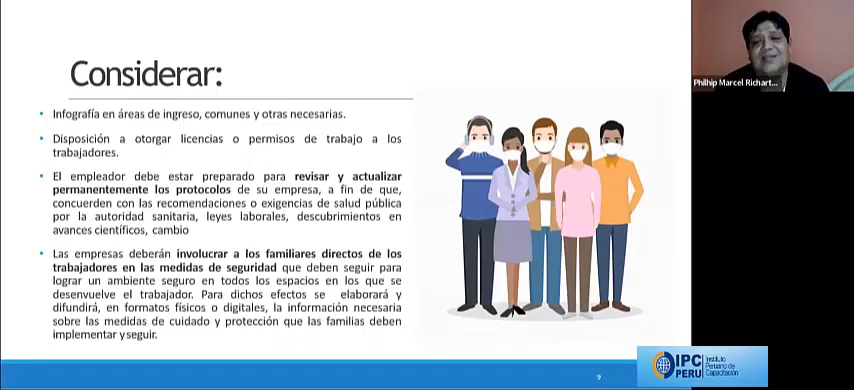 Considerar:
• Infografía en áreas de ingreso, comunes y otras necesarias.
• Disposición a otorgar licencias o permisos de trabajo a los
trabajadores.
• El empleador debe estar preparado para revisar y actualizar
permanentemente los protocolos de su empresa, a fin de que,
concuerden con las recomendaciones o exigencias de salud pública
por la autoridad sanitaria, leyes laborales, descubrimientos en
avances científicos, cambio
• Las empresas deberán involucrar a los familiares directos de los
trabajadores en las medidas de seguridad que deben seguir para
lograr un ambiente seguro en todos los espacios en los que se
desenvuelve el trabajador. Para dichos efectos se elaborará y
difundirá, en formatos físicos o digitales, la información necesaria
sobre las medidas de cuidado y protección que las familias deben
implementar y seguir.
9
Philhip Marcel Richart...
IPC
PERU
Instituto
Peruano de
Capacitación